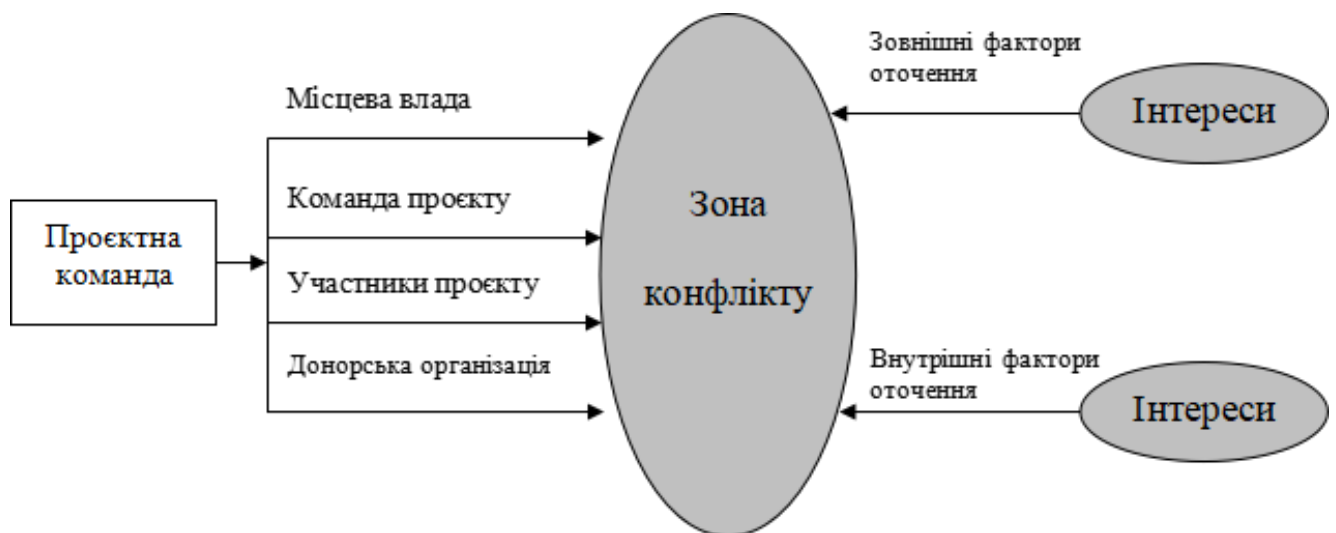 Проєктна
команда
Місцева влада
Команда проєкту
Участники проєкту
Донорська організація
Зона
конфлікту
Зовнішні фактори
оточення
Інтереси
Внутрішні фактори
оточення
Інтереси